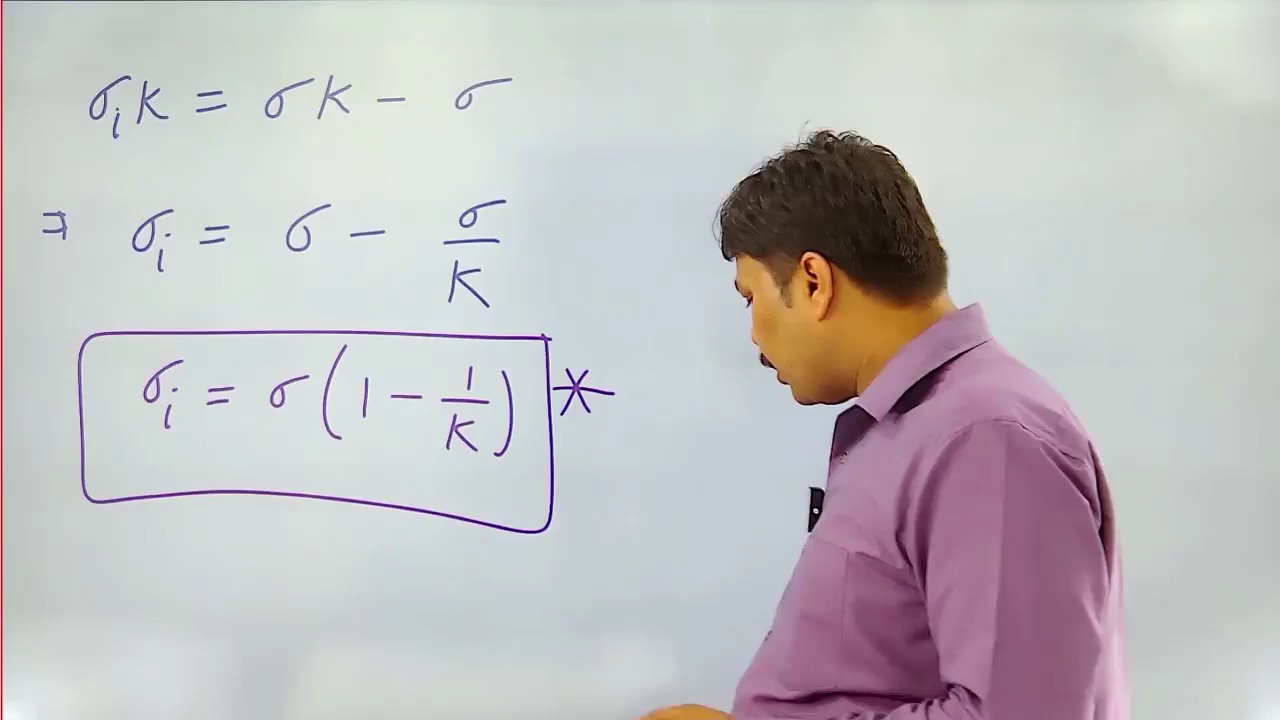 σᵢK = σK − σ
⇒ σᵢ = σ − σ/K
σᵢ = σ(1 − 1/K) *